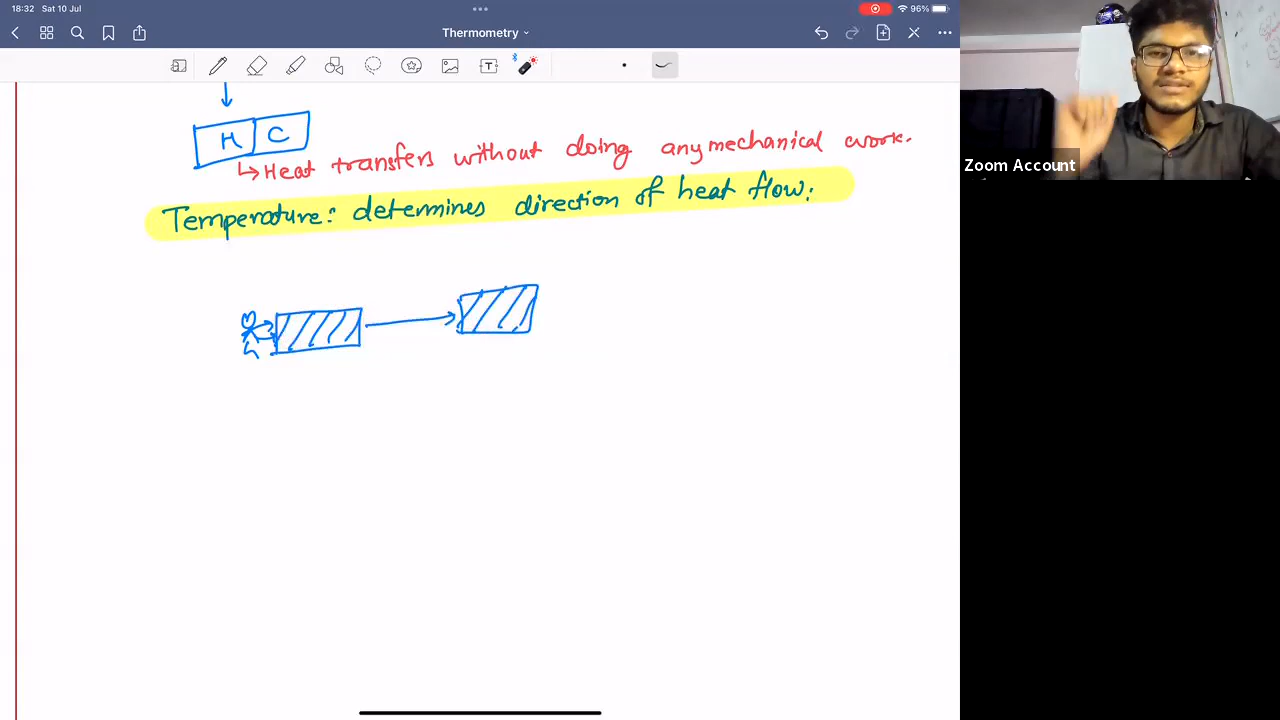 18:32 Sat 10 Jul
96%
Thermometry
T
H C
↳Heat transfers without doing any mechanical work.
Temperature: determines direction of heat flow:
Zoom Account